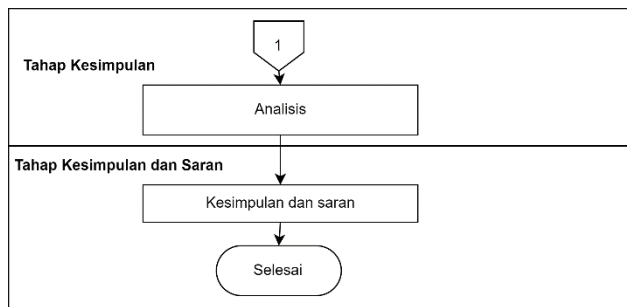 1
Tahap Kesimpulan
Analisis
Tahap Kesimpulan dan Saran
Kesimpulan dan saran
Selesai